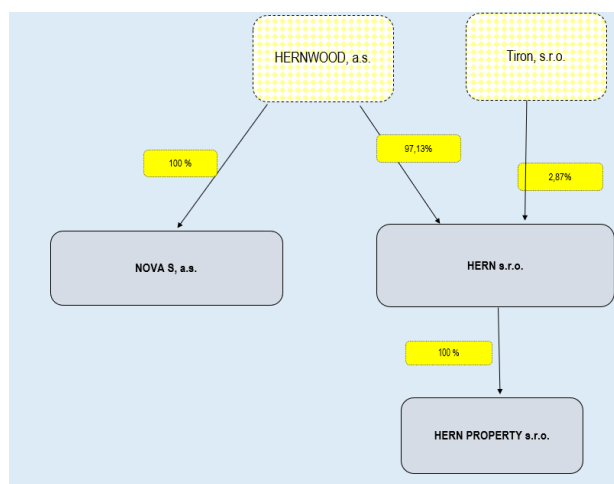 HERNWOOD, a.s.
Tiron, s.r.o.
100 %
97,13%
2,87%
NOVA S, a.s.
HERN s.r.o.
100 %
HERN PROPERTY s.r.o.